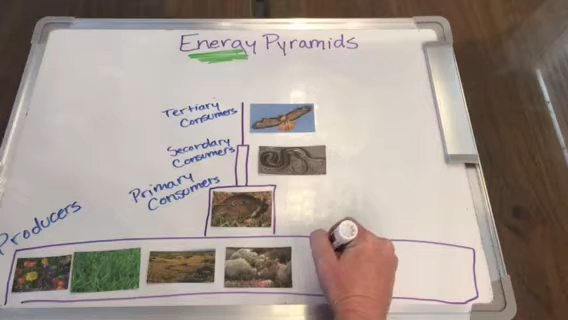 Energy Pyramids
Tertiary
Consumers
Secondary
Consumers
Primary
Consumers
Producers